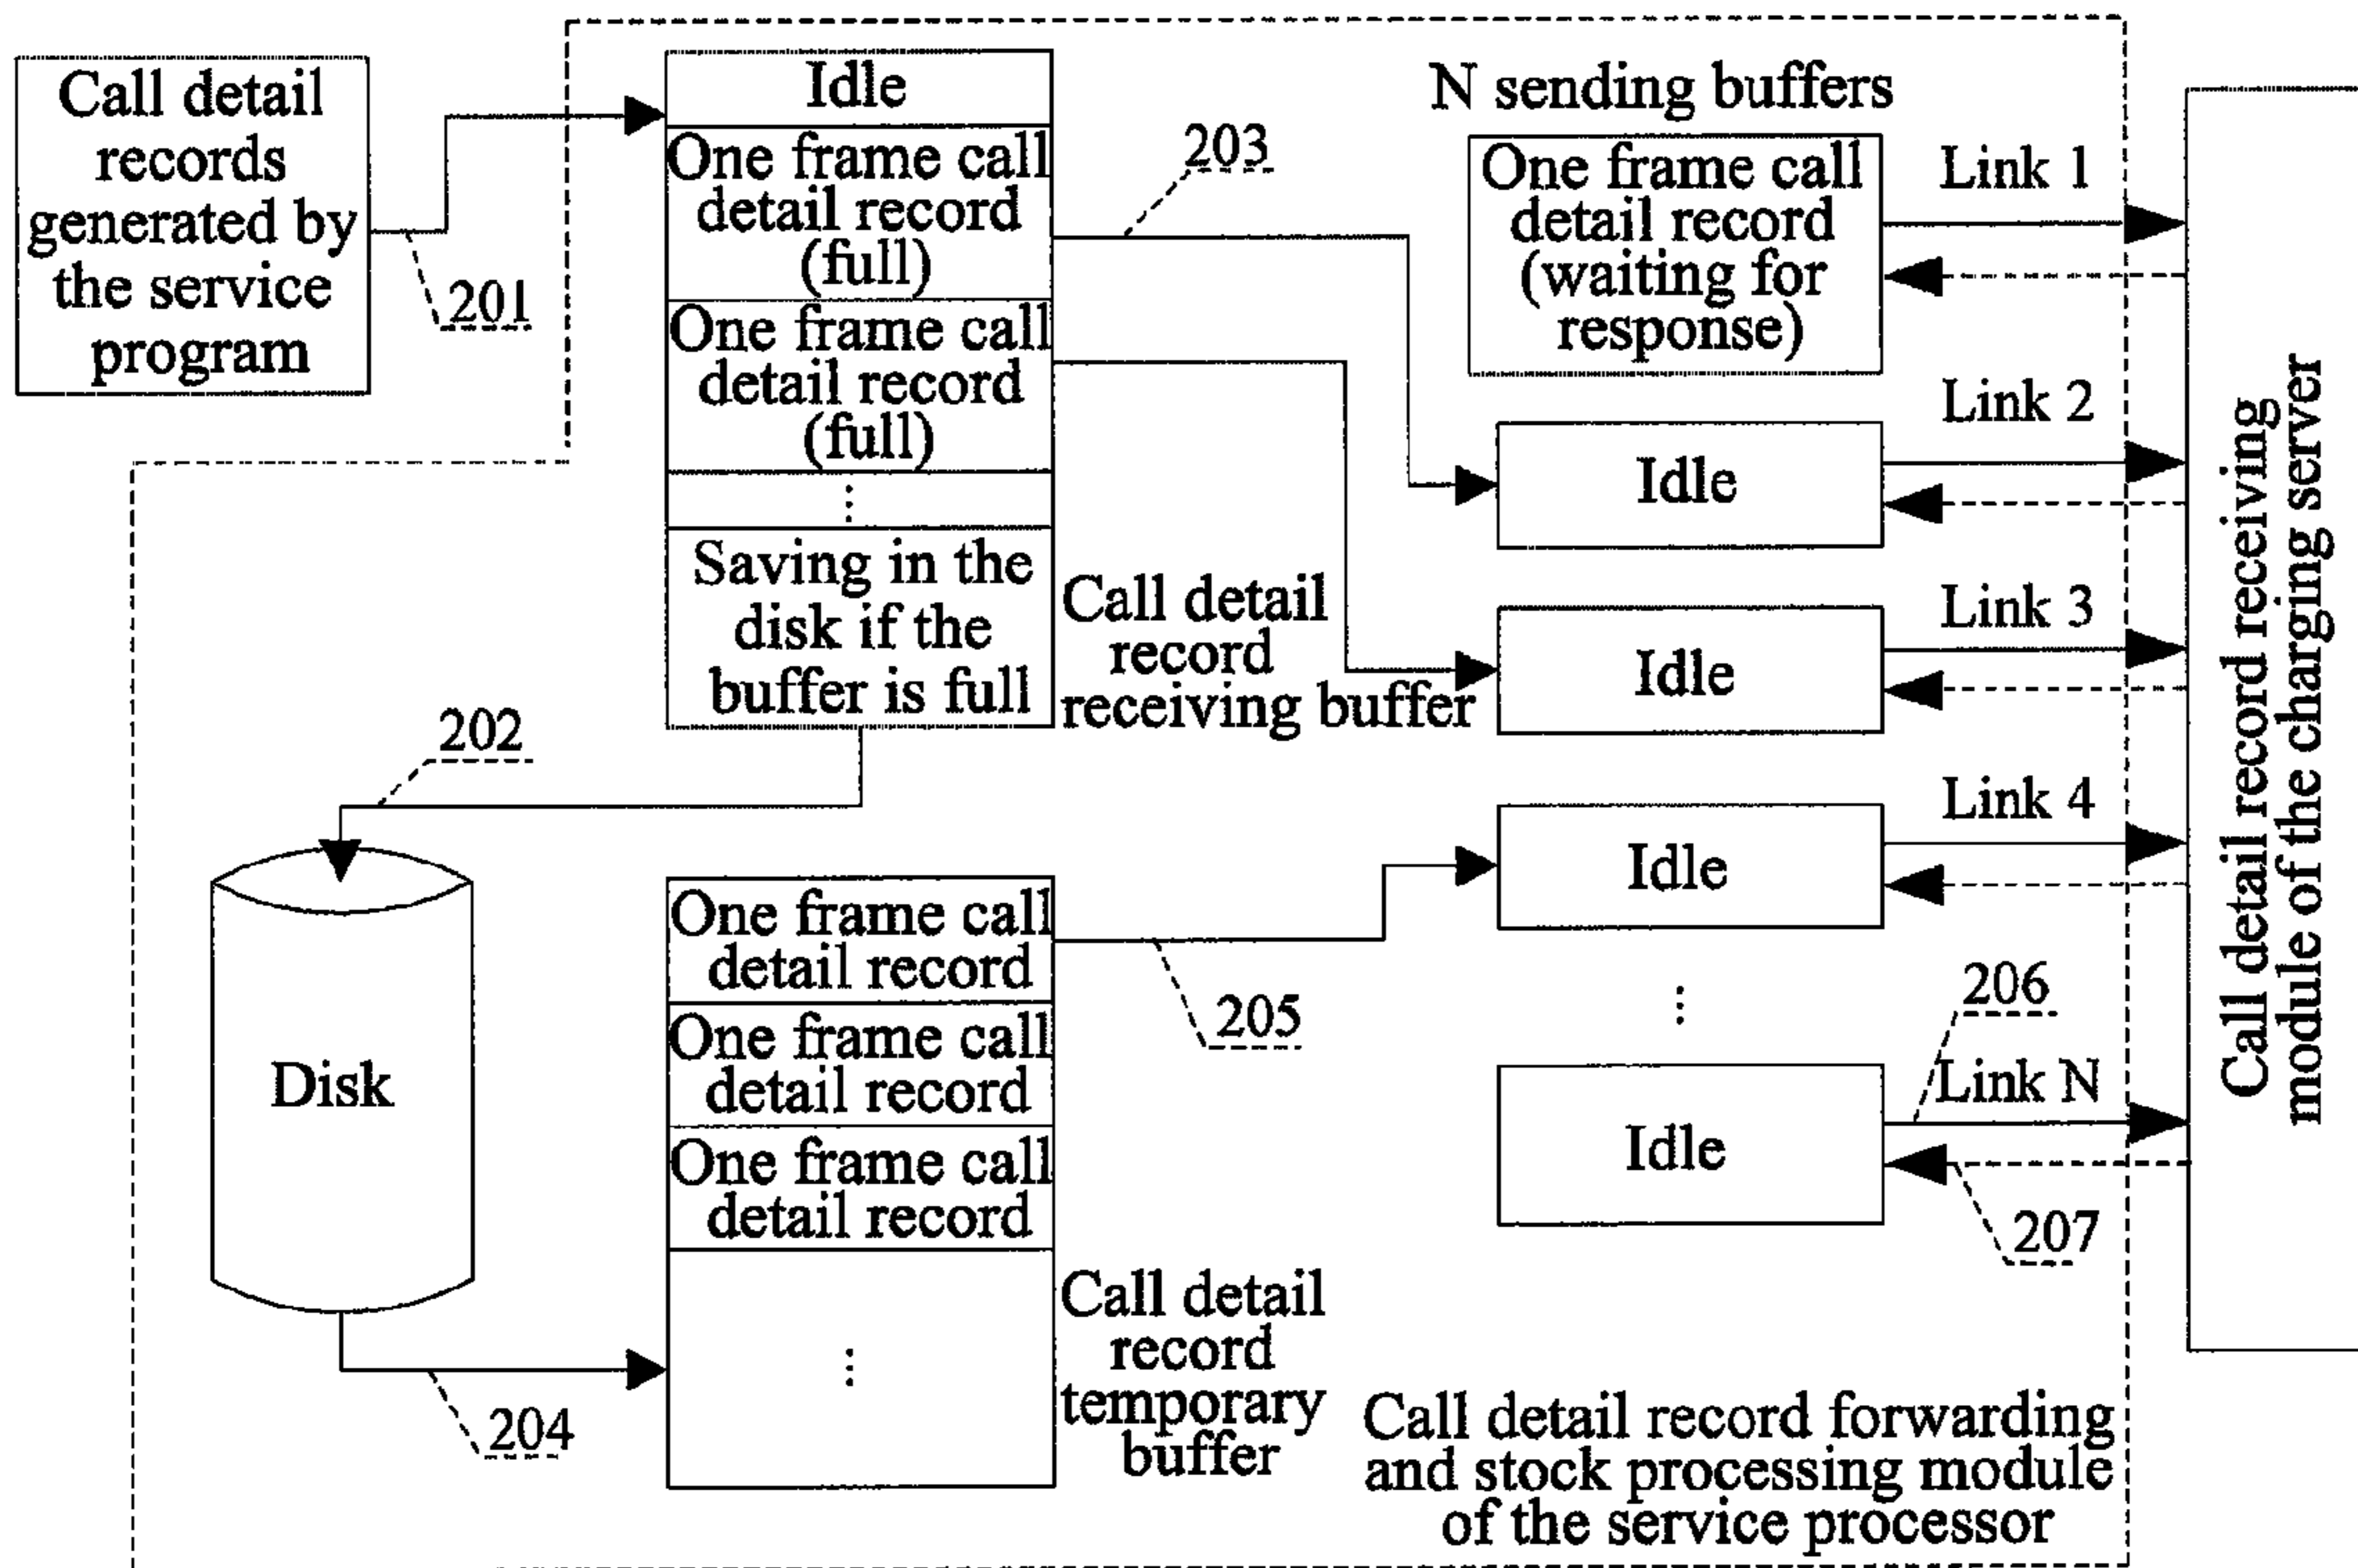 Call detail
records
generated by
the service
program
201
Idle
One frame call
detail record
(full)
One frame call
detail record
(full)
⋮
Saving in the
disk if the
buffer is full
Call detail
record
receiving buffer
203
N sending buffers
One frame call
detail record
(waiting for
response)
Link 1
Link 2
Idle
Link 3
Idle
Link 4
Idle
⋮
206
Link N
Idle
207
Call detail record receiving
module of the charging server
202
Disk
204
One frame call
detail record
One frame call
detail record
One frame call
detail record
⋮
205
Call detail
record
temporary
buffer
Call detail record forwarding
and stock processing module
of the service processor